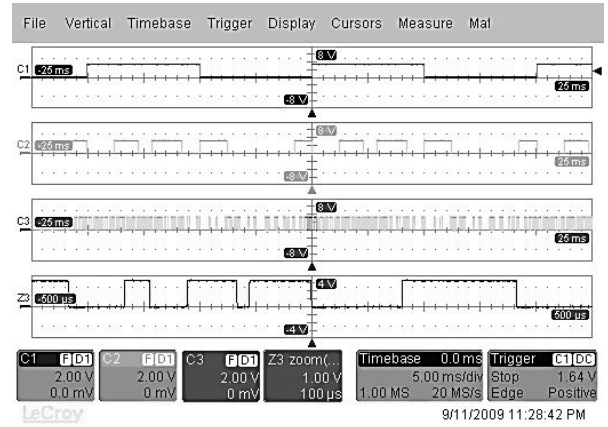 File Vertical Timebase Trigger Display Cursors Measure Mat
8 V
C1 -25 ms
25 ms
-8 V
8 V
C2 -25 ms
25 ms
-8 V
8 V
C3 -25 ms
25 ms
-8 V
4 V
Z3 -500 µs
500 µs
-4 V
C1 F D1 C2 F D1 C3 F D1 Z3 zoom(... Timebase 0.0 ms Trigger C1 DC
2.00 V 2.00 V 2.00 V 1.00 V 5.00 ms/div Stop 1.64 V
0.0 mV 0 mV 0 mV 100 µs 1.00 MS 20 MS/s Edge Positive
LeCroy 9/11/2009 11:28:42 PM